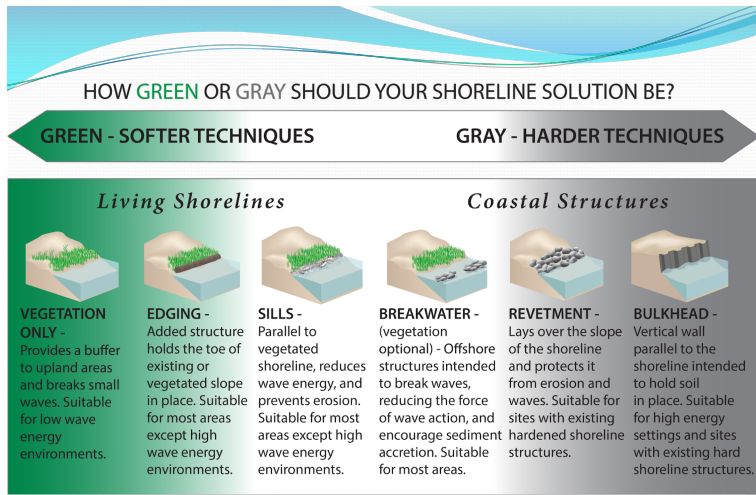 HOW GREEN OR GRAY SHOULD YOUR SHORELINE SOLUTION BE?
GREEN - SOFTER TECHNIQUES
GRAY - HARDER TECHNIQUES
Living Shorelines
Coastal Structures
VEGETATION
ONLY -
Provides a buffer
to upland areas
and breaks small
waves. Suitable
for low wave
energy
environments.
EDGING -
Added structure
holds the toe of
existing or
vegetated slope
in place. Suitable
for most areas
except high
wave energy
environments.
SILLS -
Parallel to
vegetated
shoreline, reduces
wave energy, and
prevents erosion.
Suitable for most
areas except high
wave energy
environments.
BREAKWATER -
(vegetation
optional) - Offshore
structures intended
to break waves,
reducing the force
of wave action, and
encourage sediment
accretion. Suitable
for most areas.
REVETMENT -
Lays over the slope
of the shoreline
and protects it
from erosion and
waves. Suitable for
sites with existing
hardened shoreline
structures.
BULKHEAD -
Vertical wall
parallel to the
shoreline intended
to hold soil
in place. Suitable
for high energy
settings and sites
with existing hard
shoreline structures.